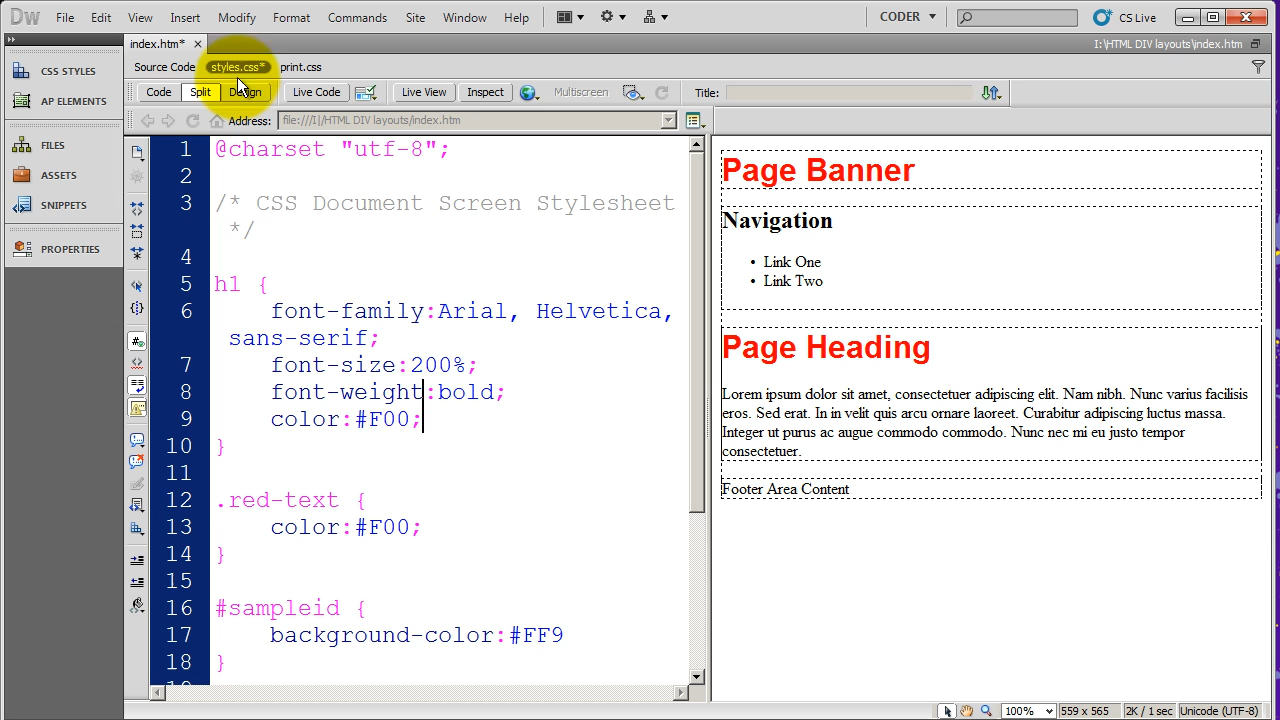 Dw File Edit View Insert Modify Format Commands Site Window Help CODER CS Live
index.htm* I:\HTML DIV layouts\index.htm
Source Code styles.css* print.css
Code Split Design Live Code Live View Inspect Multiscreen Title:
Address: file:///I|/HTML DIV layouts/index.htm
CSS STYLES
AP ELEMENTS
FILES
ASSETS
SNIPPETS
PROPERTIES
1 @charset "utf-8";
2
3 /* CSS Document Screen Stylesheet
*/
4
5 h1 {
6 font-family:Arial, Helvetica,
sans-serif;
7 font-size:200%;
8 font-weight:bold;
9 color:#F00;
10 }
11
12 .red-text {
13 color:#F00;
14 }
15
16 #sampleid {
17 background-color:#FF9
18 }
Page Banner
Navigation
• Link One
• Link Two
Page Heading
Lorem ipsum dolor sit amet, consectetuer adipiscing elit. Nam nibh. Nunc varius facilisis
eros. Sed erat. In in velit quis arcu ornare laoreet. Curabitur adipiscing luctus massa.
Integer ut purus ac augue commodo commodo. Nunc nec mi eu justo tempor
consectetuer.
Footer Area Content
100% 559 x 565 2K / 1 sec Unicode (UTF-8)